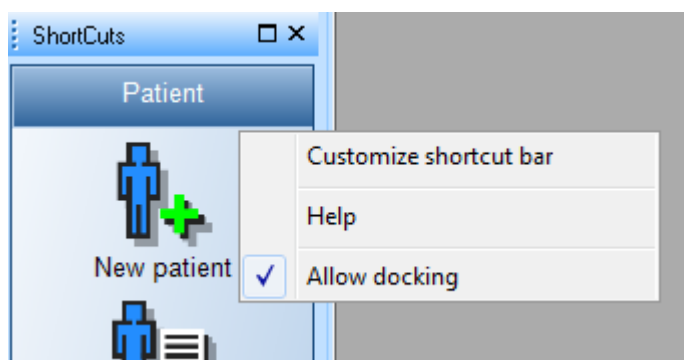 ShortCuts
Patient
New patient
Customize shortcut bar
Help
Allow docking